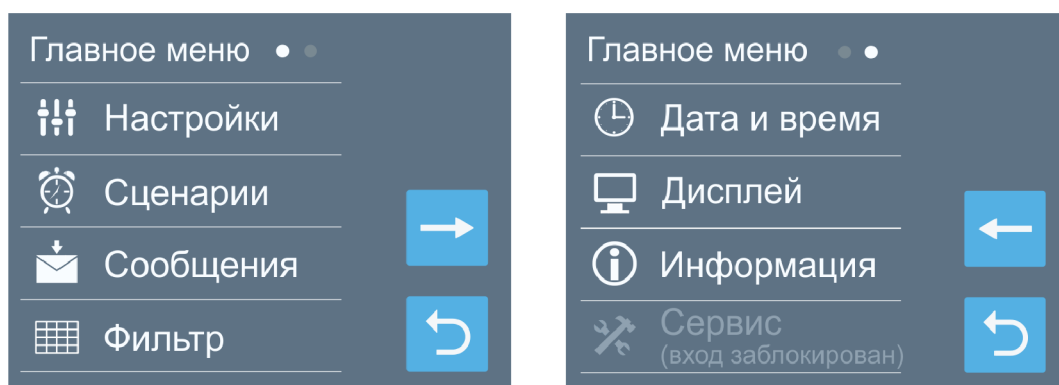 Главное меню
Настройки
Сценарии
Сообщения
Фильтр
Главное меню
Дата и время
Дисплей
Информация
Сервис
(вход заблокирован)